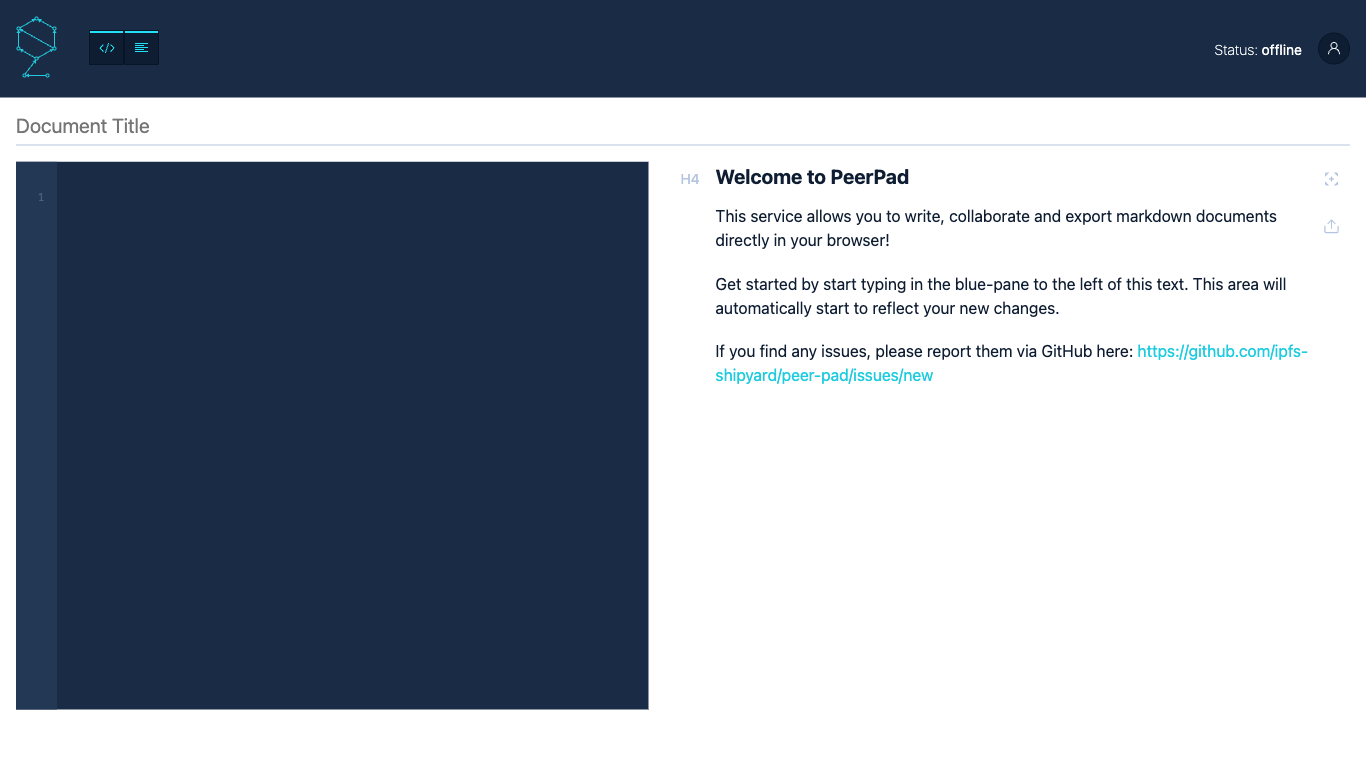 </>
Status: offline
Document Title
1
H4
Welcome to PeerPad
This service allows you to write, collaborate and export markdown documents
directly in your browser!
Get started by start typing in the blue-pane to the left of this text. This area will
automatically start to reflect your new changes.
If you find any issues, please report them via GitHub here: https://github.com/ipfs-
shipyard/peer-pad/issues/new